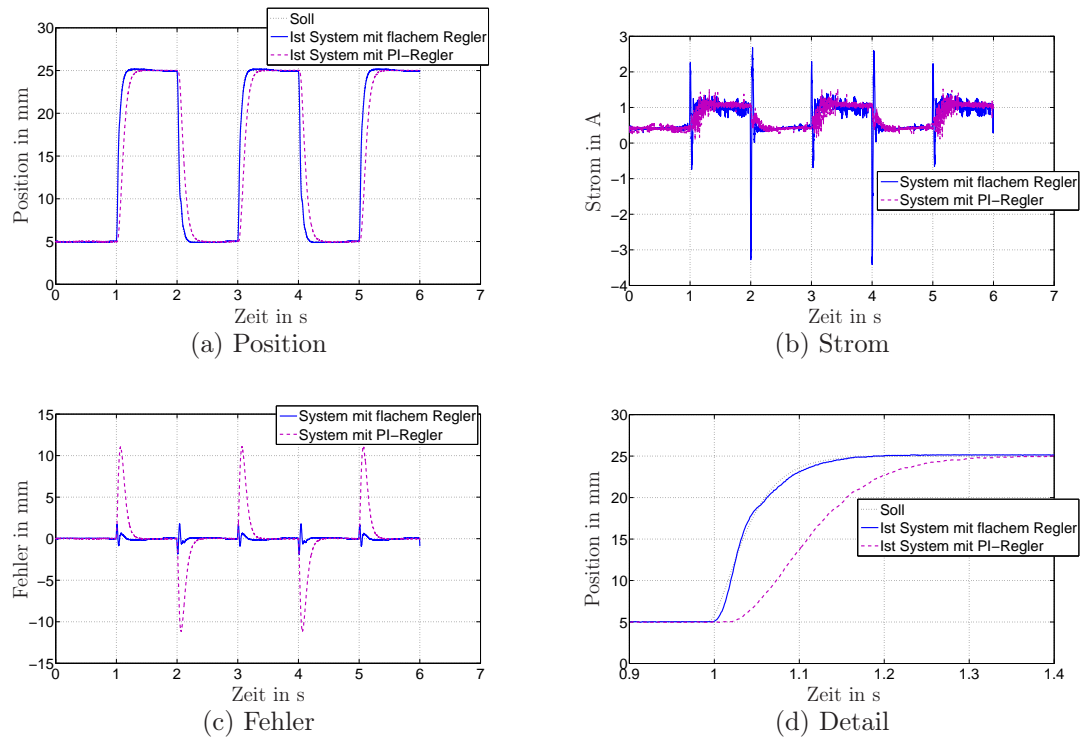 Position in mm
30
25
20
15
10
5
0
0 1 2 3 4 5 6 7
Zeit in s
Soll
Ist System mit flachem Regler
Ist System mit PI-Regler
(a) Position
Strom in A
3
2
1
0
−1
−2
−3
−4
0 1 2 3 4 5 6 7
Zeit in s
System mit flachem Regler
System mit PI-Regler
(b) Strom
Fehler in mm
15
10
5
0
−5
−10
−15
0 1 2 3 4 5 6 7
Zeit in s
System mit flachem Regler
System mit PI-Regler
(c) Fehler
Position in mm
30
25
20
15
10
5
0
0.9 1 1.1 1.2 1.3 1.4
Zeit in s
Soll
Ist System mit flachem Regler
Ist System mit PI-Regler
(d) Detail